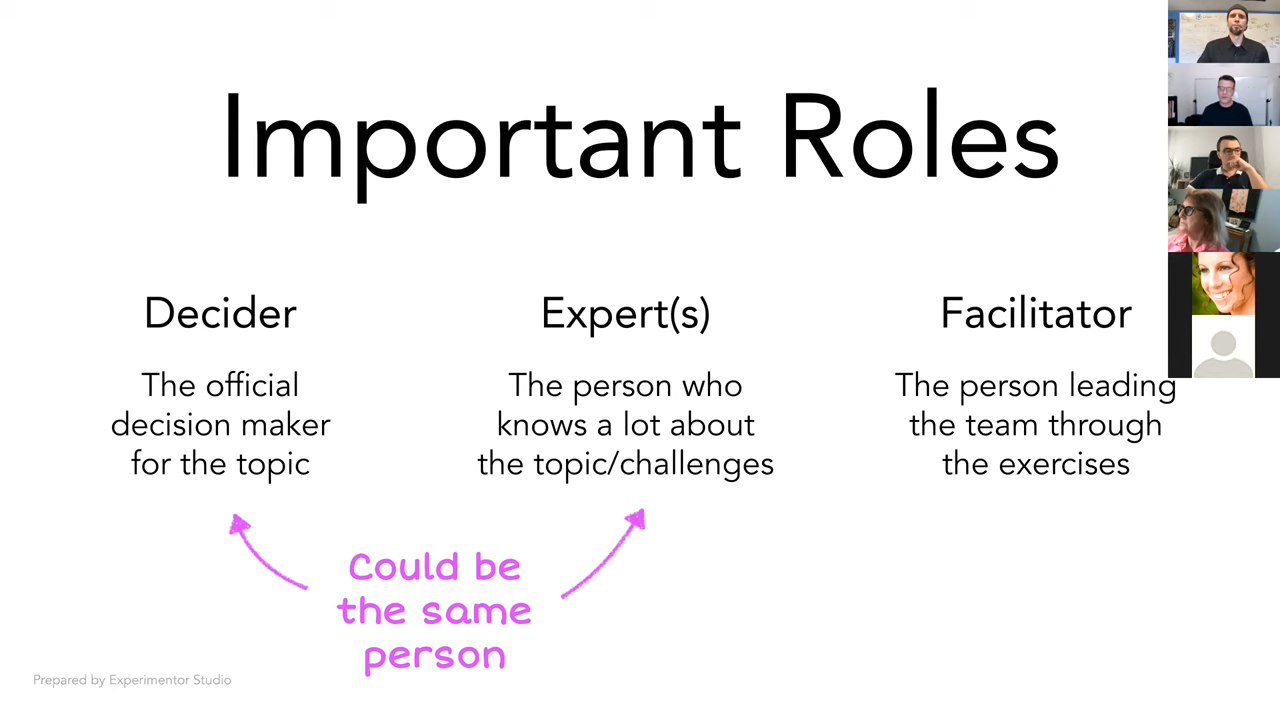 Important Roles
Decider
The official
decision maker
for the topic
Expert(s)
The person who
knows a lot about
the topic/challenges
Facilitator
The person leading
the team through
the exercises
Could be
the same
person
Prepared by Experimentor Studio